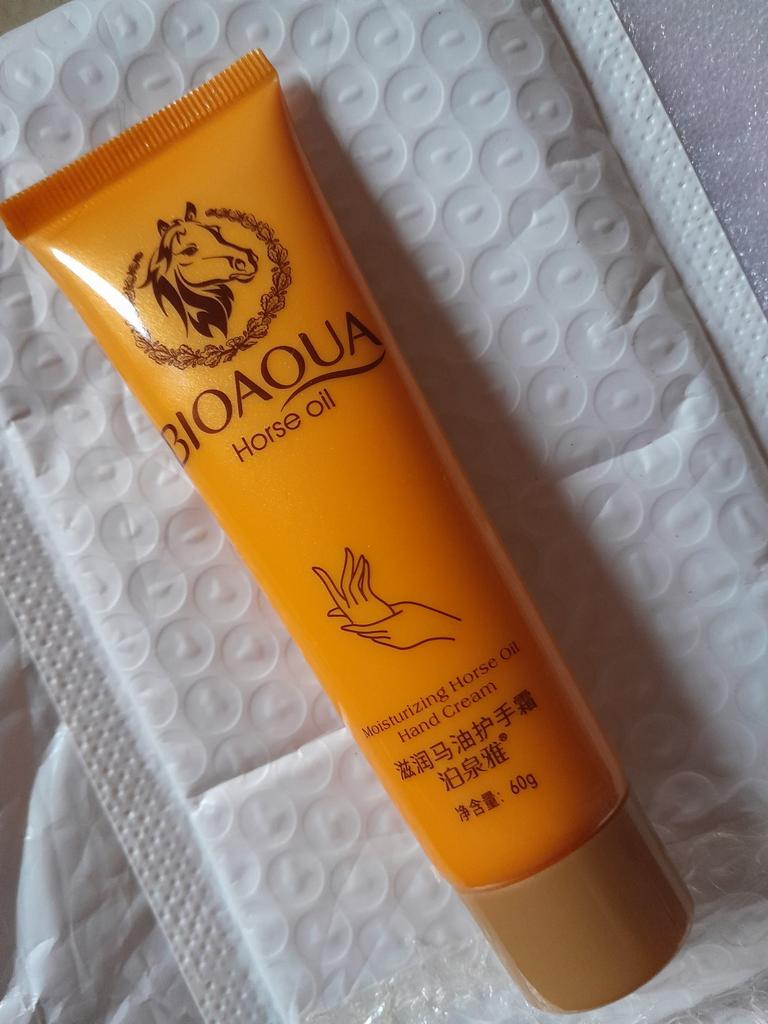 BIOAQUA
Horse oil
Moisturizing Horse Oil
Hand Cream
滋润马油护手霜
泊泉雅®
净含量: 60g